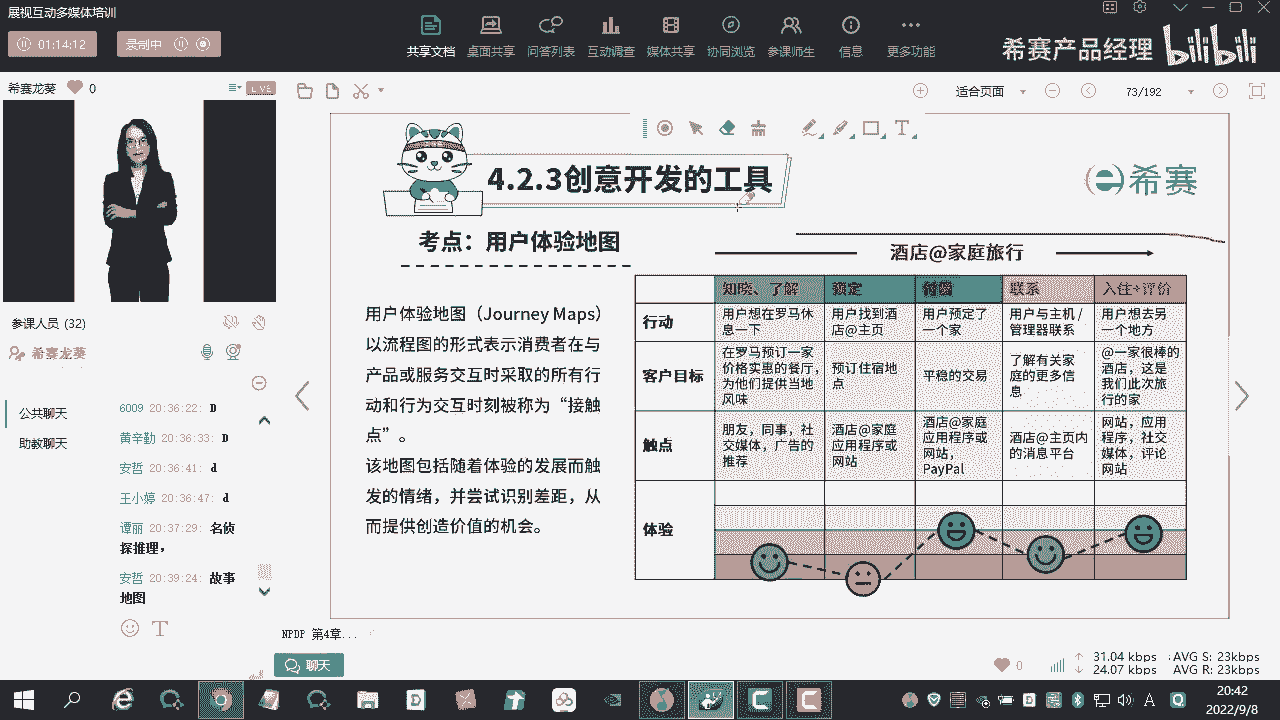 展视互动多媒体培训
01:14:12
录制中
共享文档
桌面共享
问答列表
互动调查
媒体共享
协同浏览
参课师生
信息
更多功能
希赛产品经理 bilibili
希赛龙葵 0
LIVE
适合页面
73/192
4.2.3创意开发的工具
希赛
考点：用户体验地图
酒店@家庭旅行
用户体验地图（Journey Maps）
以流程图的形式表示消费者在与
产品或服务交互时采取的所有行
动和行为交互时刻被称为“接触
点”。
该地图包括随着体验的发展而触
发的情绪，并尝试识别差距，从
而提供创造价值的机会。
知晓、了解
预定
付费
联系
入住+评价
行动
用户想在罗马休
息一下
用户找到酒
店@主页
用户预定了
一个家
用户与主机/
管理器联系
用户想去另
一个地方
客户目标
在罗马预订一家
价格实惠的餐厅，
为他们提供当地
风味
预订住宿地
点
平稳的交易
了解有关家
庭的更多信
息
@一家很棒的
酒店，这是
我们此次旅
行的家
触点
朋友，同事，社
交媒体，广告的
推荐
酒店@家庭
应用程序或
网站
酒店@家庭
应用程序或
网站，
PayPal
酒店@主页内
的消息平台
网站，应用
程序，社交
媒体，评论
网站
体验
参课人员 (32)
希赛龙葵
公共聊天
助教聊天
6009 20:36:22: D
黄辛勤 20:36:33: D
安哲 20:36:41: d
王小婷 20:36:47: d
谭丽 20:37:29: 名侦
探推理，
安哲 20:39:24: 故事
地图
NPDP 第4章...
聊天
0
31.04 kbps
AVG S: 23kbps
24.07 kbps
AVG R: 23kbps
20:42
2022/9/8